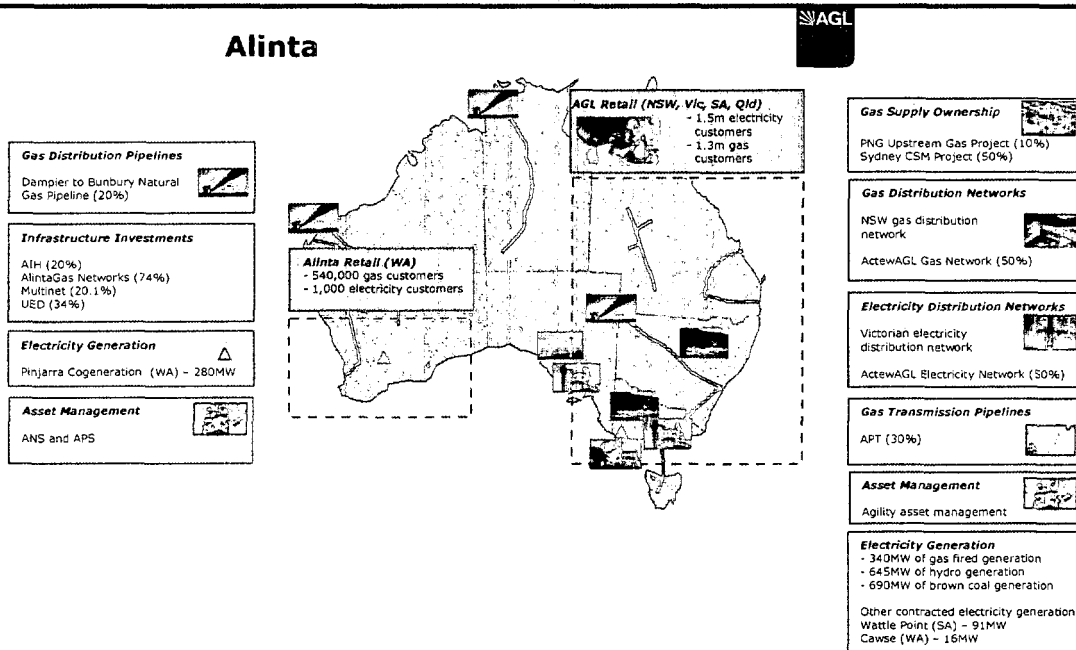 Alinta
AGL
Gas Distribution Pipelines
Dampier to Bunbury Natural
Gas Pipeline (20%)
Infrastructure Investments
AIH (20%)
AlintaGas Networks (74%)
Multinet (20.1%)
UED (34%)
Electricity Generation
Pinjarra Cogeneration (WA) – 280MW
Asset Management
ANS and APS
AGL Retail (NSW, Vic, SA, Qld)
- 1.5m electricity
customers
- 1.3m gas
customers
Alinta Retail (WA)
- 540,000 gas customers
- 1,000 electricity customers
Gas Supply Ownership
PNG Upstream Gas Project (10%)
Sydney CSM Project (50%)
Gas Distribution Networks
NSW gas distribution
network
ActewAGL Gas Network (50%)
Electricity Distribution Networks
Victorian electricity
distribution network
ActewAGL Electricity Network (50%)
Gas Transmission Pipelines
APT (30%)
Asset Management
Agility asset management
Electricity Generation
- 340MW of gas fired generation
- 645MW of hydro generation
- 690MW of brown coal generation
Other contracted electricity generation
Wattle Point (SA) – 91MW
Cawse (WA) – 16MW